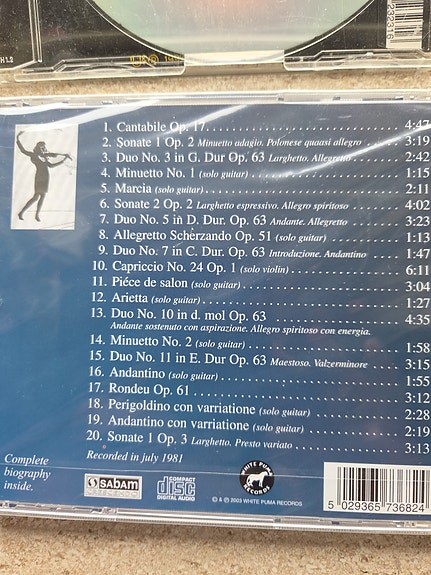 1. Cantabile Op. 17 4:47
2. Sonate 1 Op. 2 Minuetto adagio. Polonese quaasi allegro 3:19
3. Duo No. 3 in G. Dur Op. 63 Larghetto. Allegretto 2:42
4. Minuetto No. 1 (solo guitar) 1:15
5. Marcia (solo guitar) 2:11
6. Sonate 2 Op. 2 Larghetto espressivo. Allegro spiritoso 4:02
7. Duo No. 5 in D. Dur Op. 63 Andante. Allegretto 3:23
8. Allegretto Scherzando Op. 51 (solo guitar) 1:13
9. Duo No. 7 in C. Dur Op. 63 Introduzione. Andantino 1:47
10. Capriccio No. 24 Op. 1 (solo violin) 6:11
11. Piéce de salon (solo guitar) 3:04
12. Arietta (solo guitar) 1:27
13. Duo No. 10 in d. mol Op. 63 4:35
Andante sostenuto con aspirazione. Allegro spiritoso con energia.
14. Minuetto No. 2 (solo guitar) 1:58
15. Duo No. 11 in E. Dur Op. 63 Maestoso. Valzerminore 3:15
16. Andantino (solo guitar) 1:55
17. Rondeu Op. 61 3:12
18. Perigoldino con varriatione (solo guitar) 2:28
19. Andantino con varriatione (solo guitar) 2:19
20. Sonate 1 Op. 3 Larghetto. Presto variato 3:13
Recorded in july 1981
Complete
biography
inside.
sabam
CRESCENDO
COMPACT
disc
DIGITAL AUDIO
WHITE PUMA
RECORDS
© & ℗ 2003 WHITE PUMA RECORDS
5 029365 736824